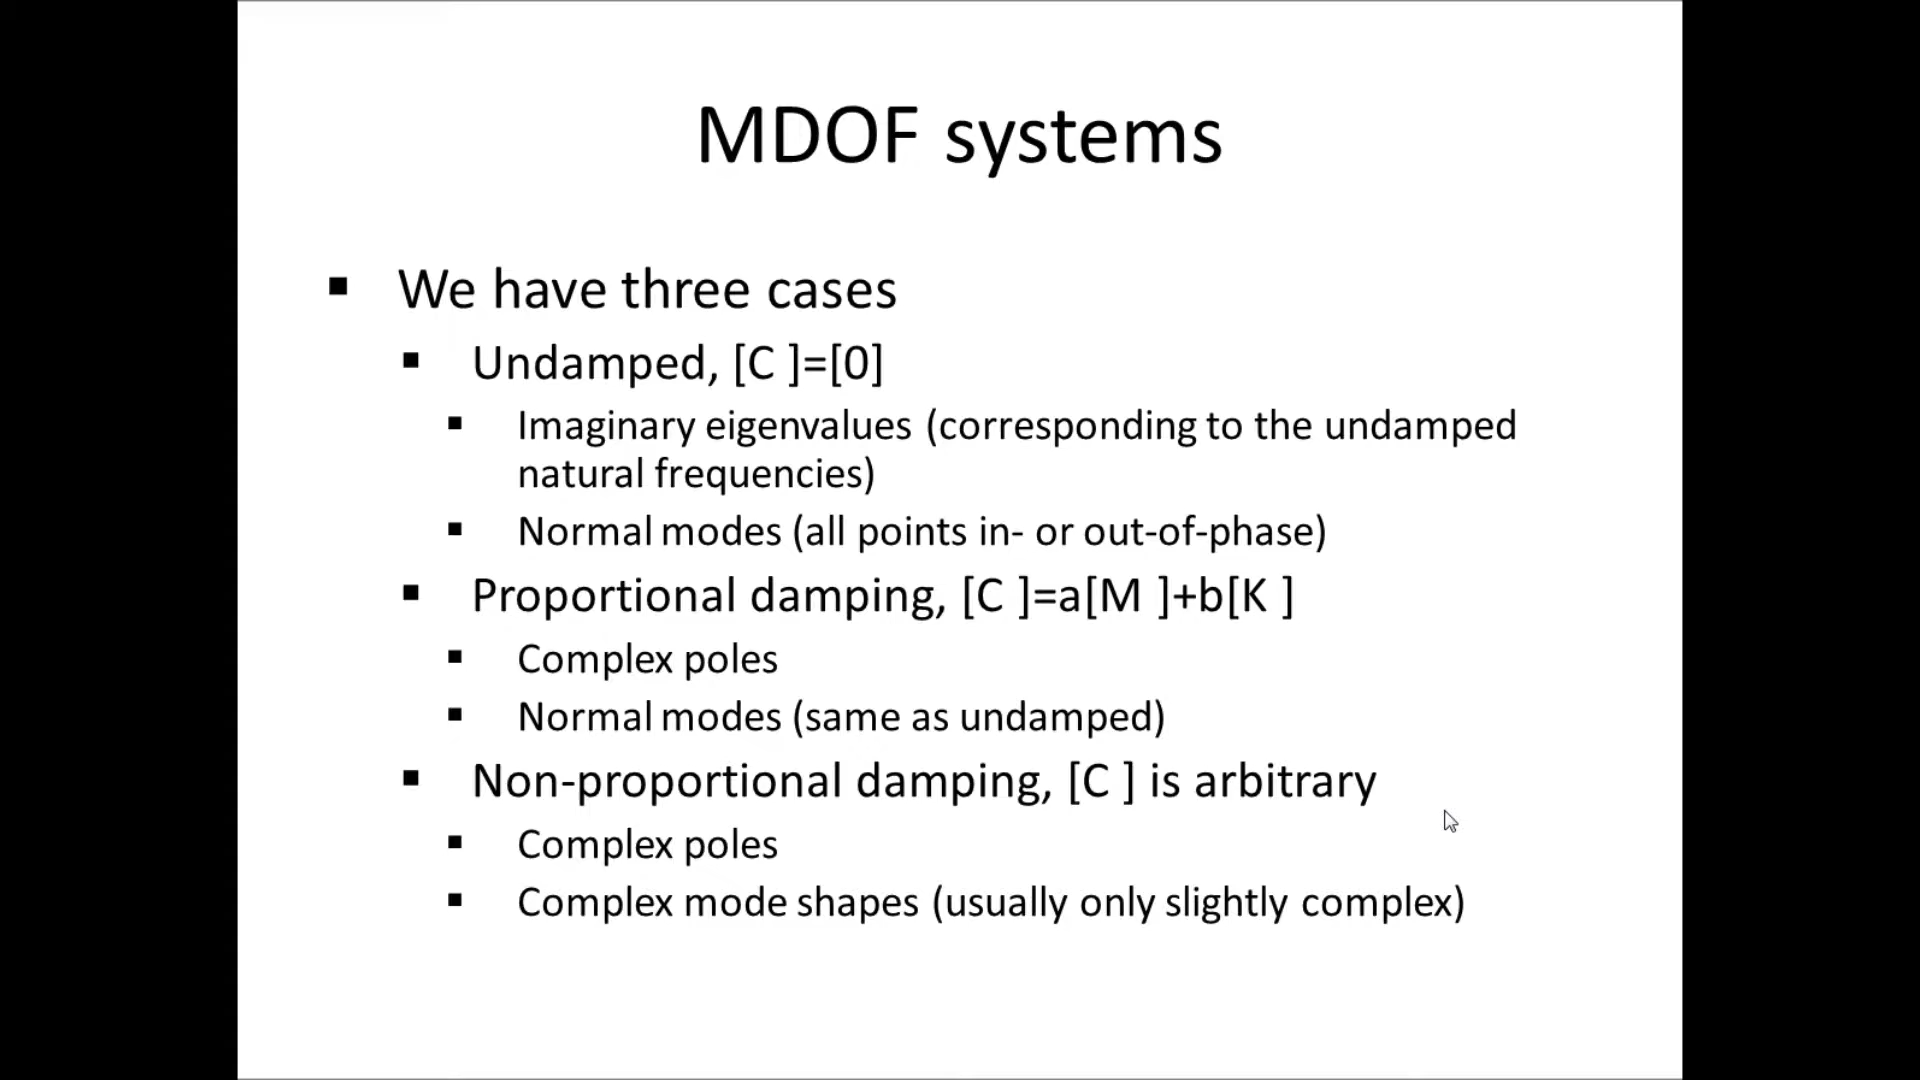 MDOF systems
▪ We have three cases
▪ Undamped, [C ]=[0]
▪ Imaginary eigenvalues (corresponding to the undamped
natural frequencies)
▪ Normal modes (all points in- or out-of-phase)
▪ Proportional damping, [C ]=a[M ]+b[K ]
▪ Complex poles
▪ Normal modes (same as undamped)
▪ Non-proportional damping, [C ] is arbitrary
▪ Complex poles
▪ Complex mode shapes (usually only slightly complex)